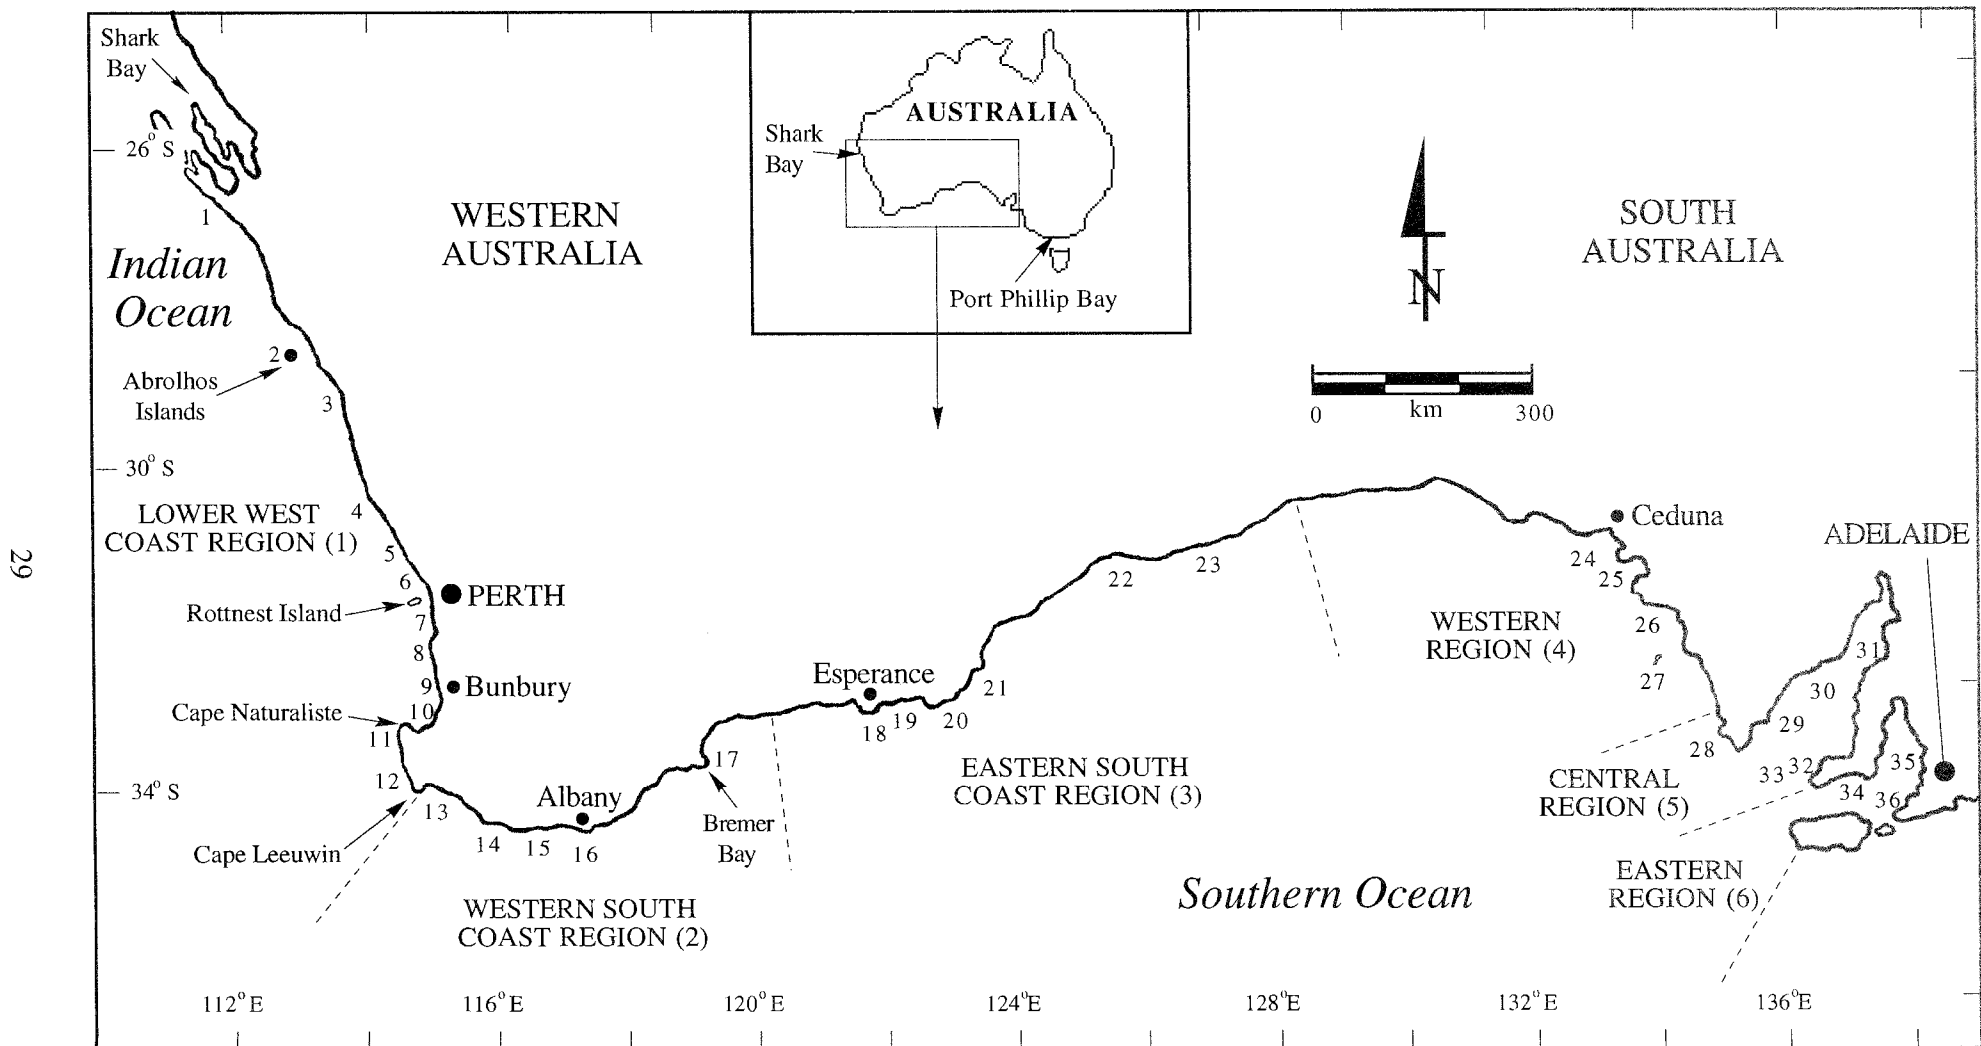 Shark
Bay
26° S
1
Indian
Ocean
2
Abrolhos
Islands
3
30° S
LOWER WEST
COAST REGION (1)
4
5
6
Rottnest Island
PERTH
7
8
9
Bunbury
10
Cape Naturaliste
11
12
34° S
13
Cape Leeuwin
14
15
16
Albany
17
Bremer
Bay
WESTERN SOUTH
COAST REGION (2)
WESTERN
AUSTRALIA
AUSTRALIA
Shark
Bay
Port Phillip Bay
N
0
km
300
SOUTH
AUSTRALIA
Esperance
18
19
20
21
22
23
EASTERN SOUTH
COAST REGION (3)
WESTERN
REGION (4)
Ceduna
24
25
26
27
28
29
30
31
32
33
34
35
36
ADELAIDE
CENTRAL
REGION (5)
EASTERN
REGION (6)
Southern Ocean
112° E
116° E
120° E
124° E
128° E
132° E
136° E
29